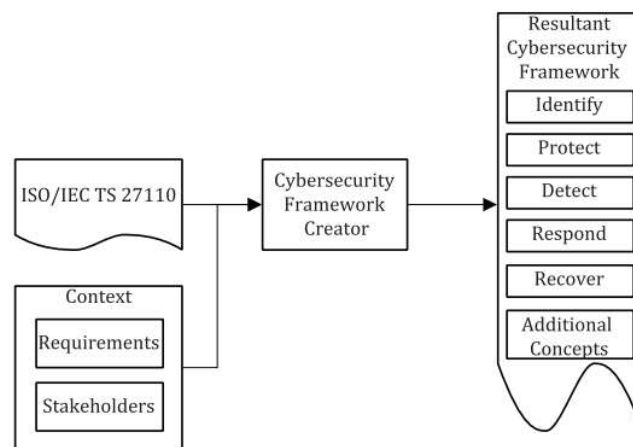 ISO/IEC TS 27110
Context
Requirements
Stakeholders
Cybersecurity
Framework
Creator
Resultant
Cybersecurity
Framework
Identify
Protect
Detect
Respond
Recover
Additional
Concepts